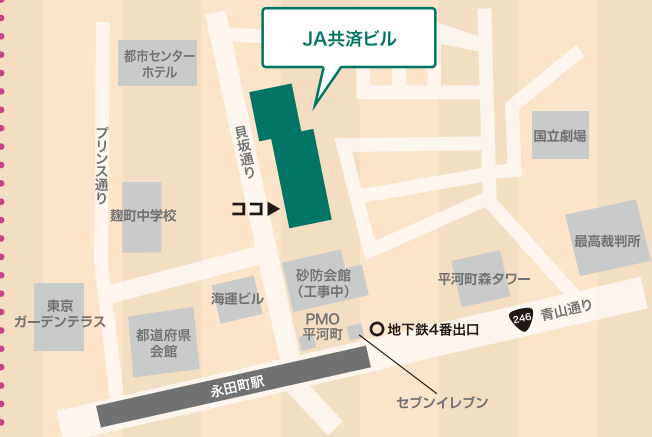 JA共済ビル
都市センター
ホテル
プリンス通り
貝坂通り
国立劇場
ココ
麹町中学校
最高裁判所
砂防会館
（工事中）
平河町森タワー
海運ビル
東京
ガーデンテラス
都道府県
会館
PMO
平河町
地下鉄4番出口
246
青山通り
永田町駅
セブンイレブン